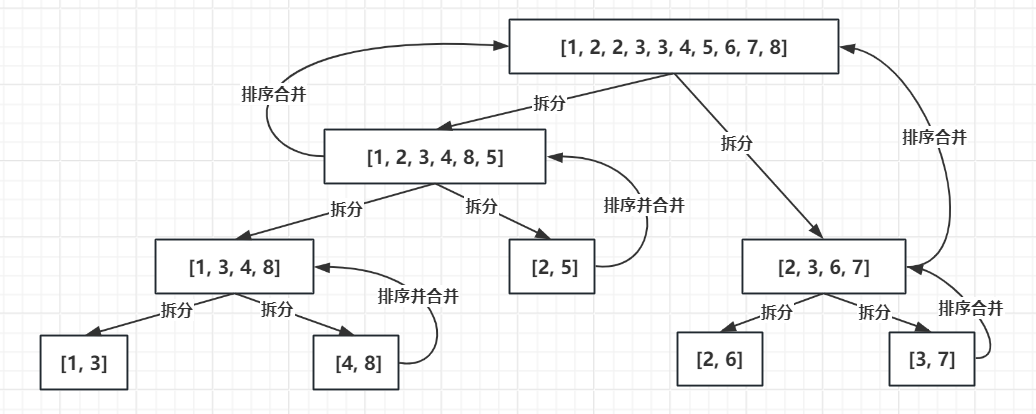 [1, 2, 2, 3, 3, 4, 5, 6, 7, 8]
排序合并
拆分
拆分
排序合并
[1, 2, 3, 4, 8, 5]
拆分
拆分
排序并合并
[1, 3, 4, 8]
[2, 5]
[2, 3, 6, 7]
拆分
拆分
排序并合并
拆分
拆分
排序合并
[1, 3]
[4, 8]
[2, 6]
[3, 7]